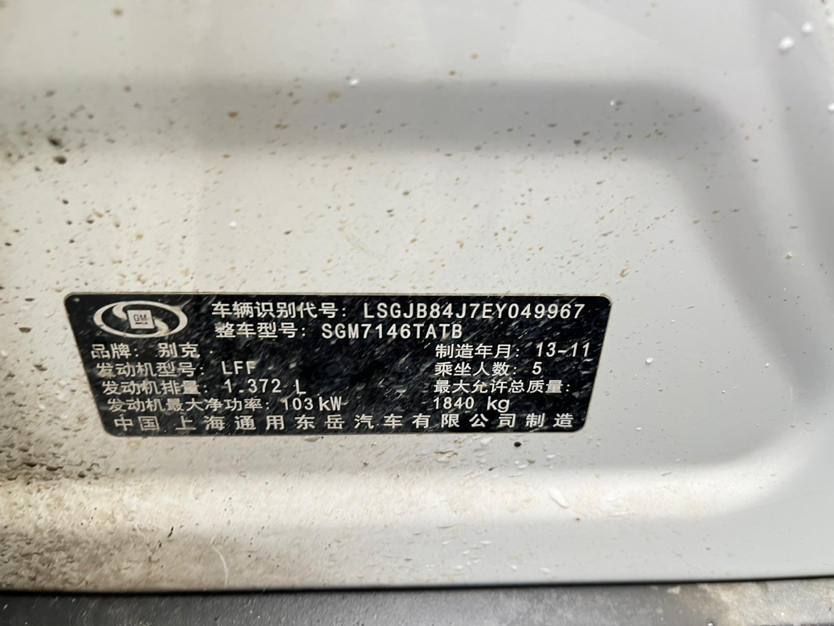 GM
车辆识别代号: LSGJB84J7EY049967
整车型号: SGM7146TATB
品牌: 别克 制造年月: 13-11
发动机型号: LFF 乘坐人数: 5
发动机排量: 1.372 L 最大允许总质量:
发动机最大净功率: 103kW 1840 kg
中国 上海通用东岳汽车有限公司制造